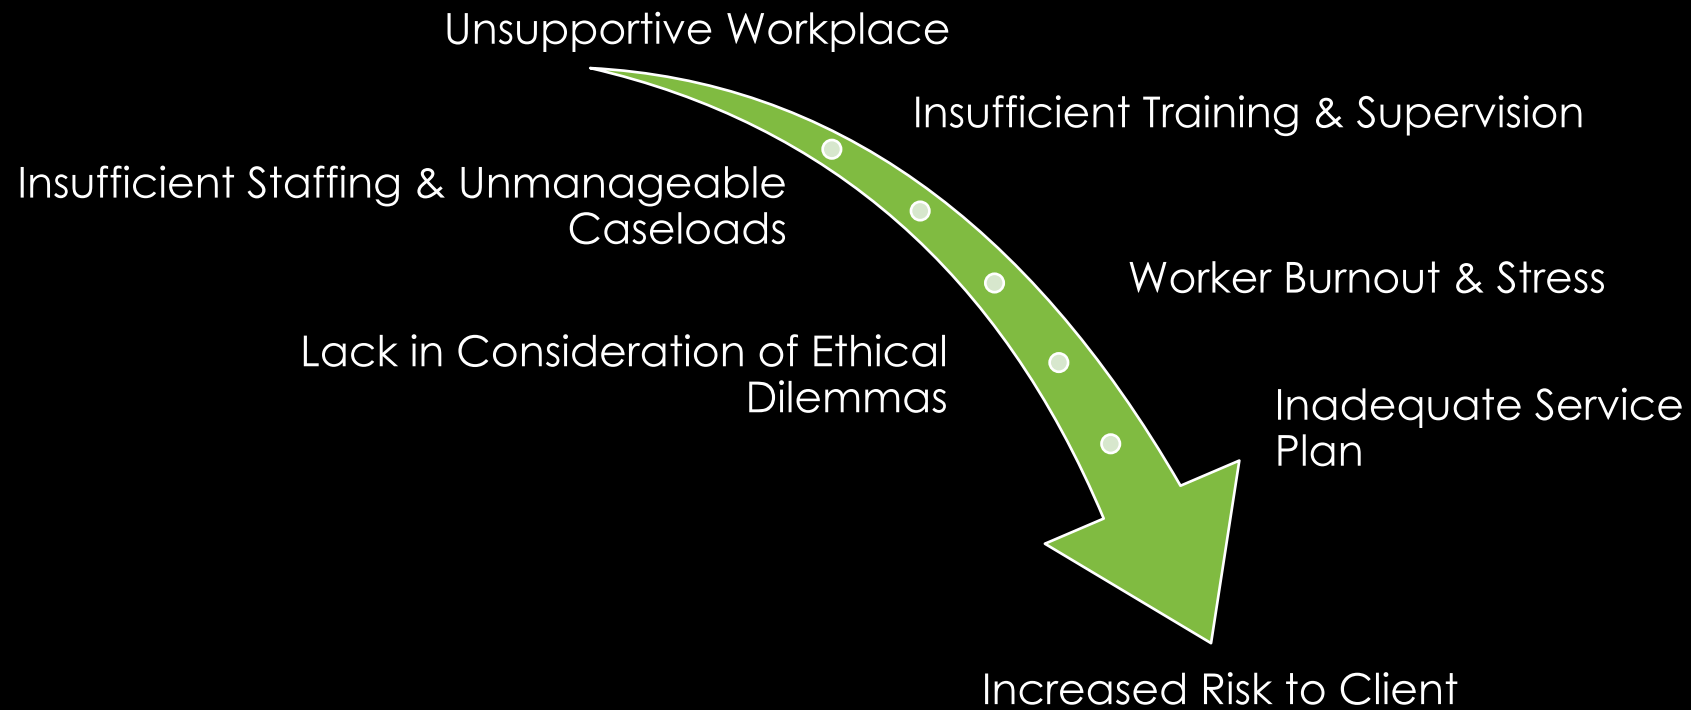 Unsupportive Workplace
Insufficient Training & Supervision
Insufficient Staffing & Unmanageable
Caseloads
Worker Burnout & Stress
Lack in Consideration of Ethical
Dilemmas
Inadequate Service
Plan
Increased Risk to Client